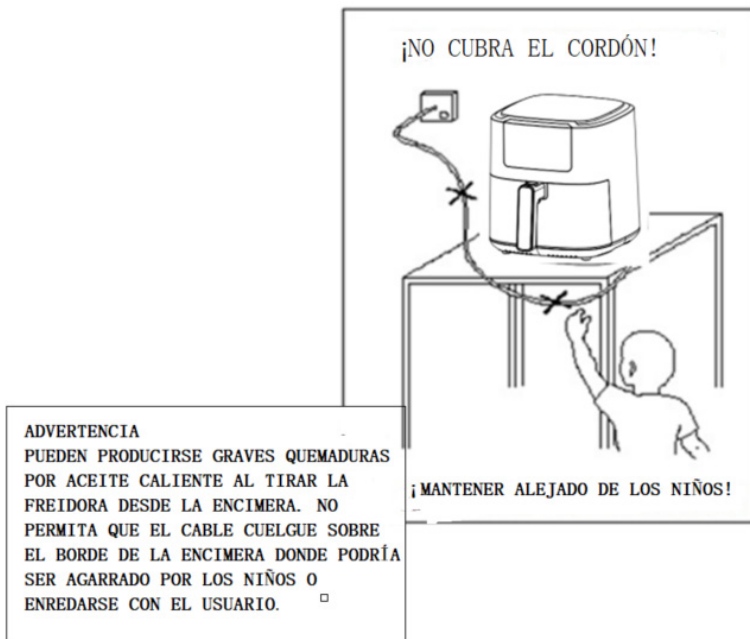 ¡NO CUBRA EL CORDÓN!
¡MANTENER ALEJADO DE LOS NIÑOS!
ADVERTENCIA
PUEDEN PRODUCIRSE GRAVES QUEMADURAS
POR ACEITE CALIENTE AL TIRAR LA
FREIDORA DESDE LA ENCIMERA. NO
PERMITA QUE EL CABLE CUELGUE SOBRE
EL BORDE DE LA ENCIMERA DONDE PODRÍA
SER AGARRADO POR LOS NIÑOS O
ENREDARSE CON EL USUARIO.